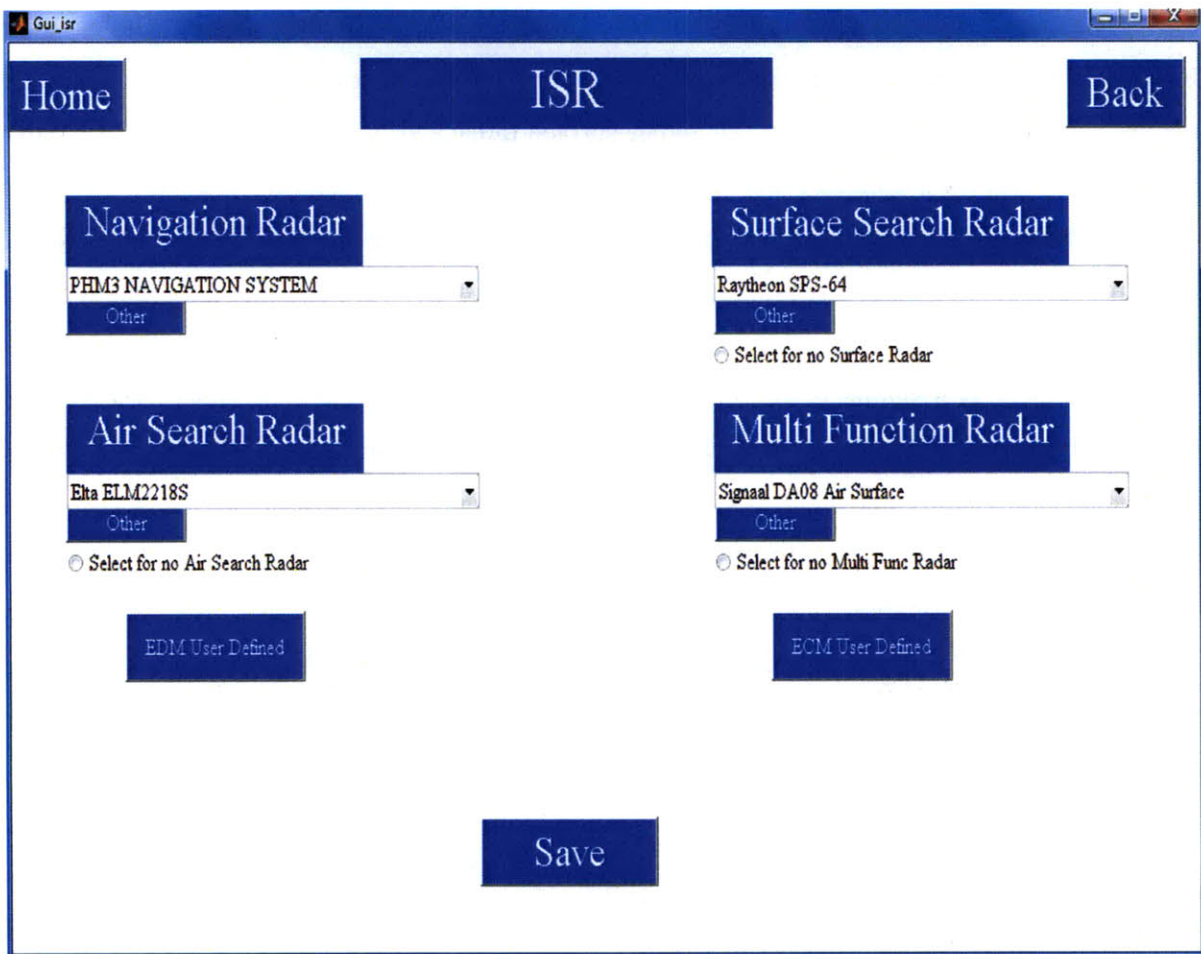 Gui_isr
Home
ISR
Back
Navigation Radar
Surface Search Radar
PHM3 NAVIGATION SYSTEM
Raytheon SPS-64
Other
Other
Select for no Surface Radar
Air Search Radar
Multi Function Radar
Elta ELM2218S
Signaal DA08 Air Surface
Other
Other
Select for no Air Search Radar
Select for no Multi Func Radar
EDM User Defined
ECM User Defined
Save